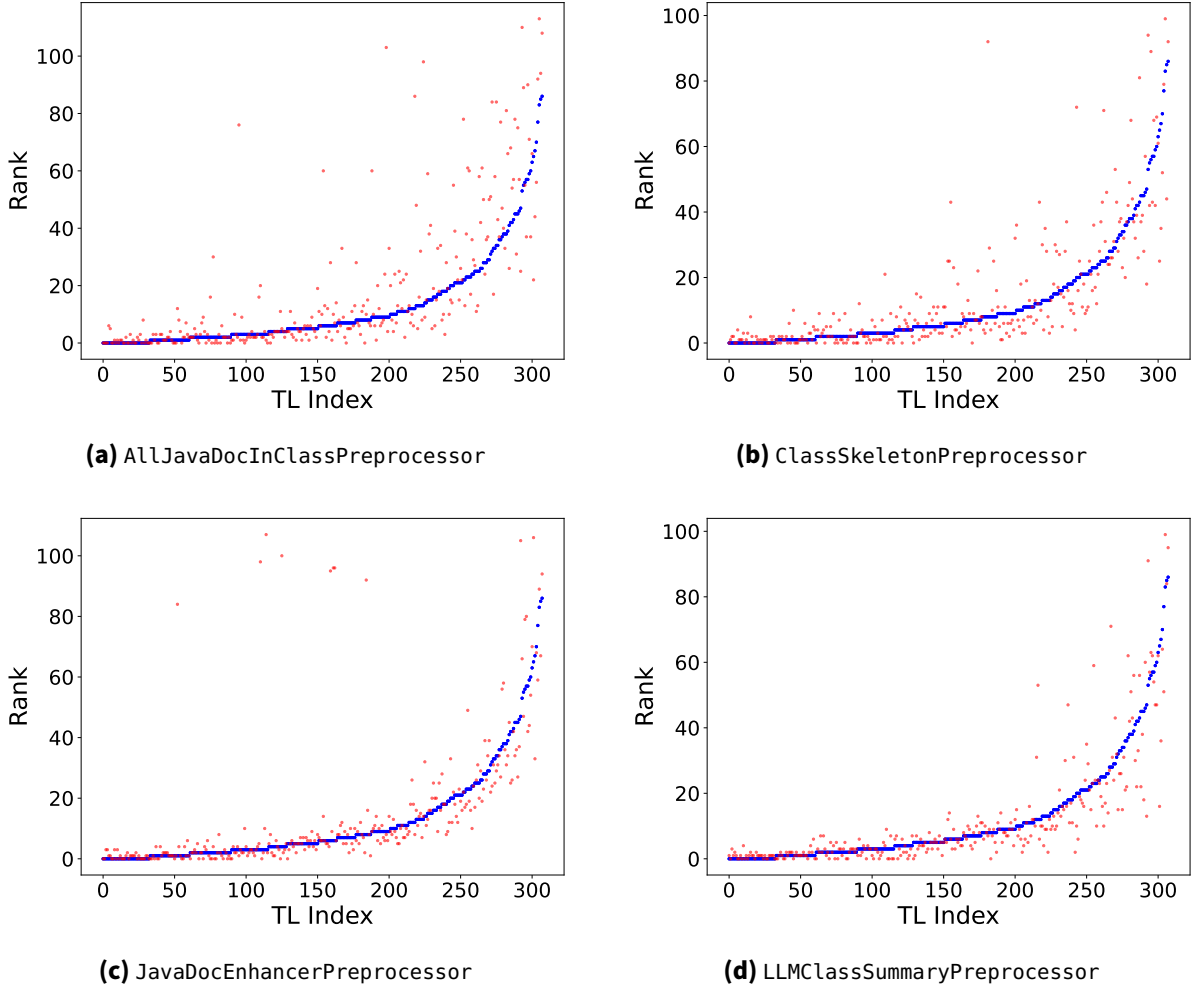 100
80
60
40
20
0
Rank
0 50 100 150 200 250 300
TL Index
(a) AllJavaDocInClassPreprocessor
100
80
60
40
20
0
Rank
0 50 100 150 200 250 300
TL Index
(b) ClassSkeletonPreprocessor
100
80
60
40
20
0
Rank
0 50 100 150 200 250 300
TL Index
(c) JavaDocEnhancerPreprocessor
100
80
60
40
20
0
Rank
0 50 100 150 200 250 300
TL Index
(d) LLMClassSummaryPreprocessor